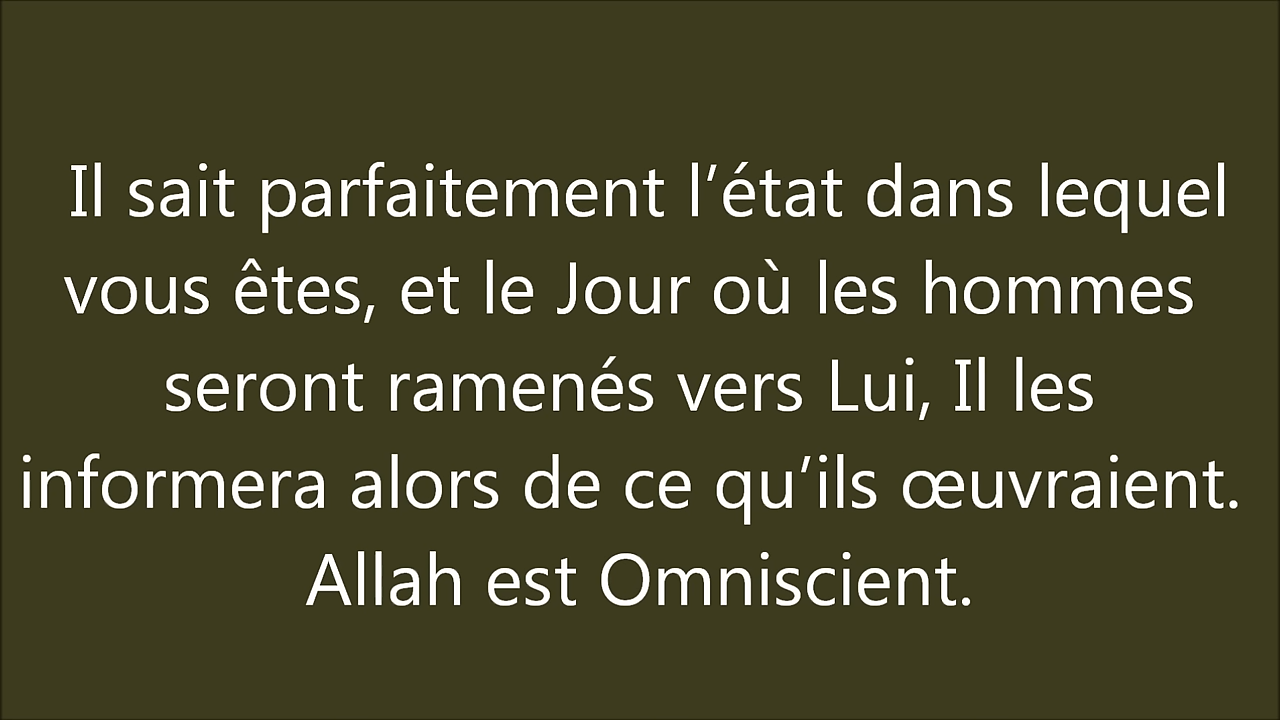 Il sait parfaitement l’état dans lequel
vous êtes, et le Jour où les hommes
seront ramenés vers Lui, Il les
informera alors de ce qu’ils œuvraient.
Allah est Omniscient.